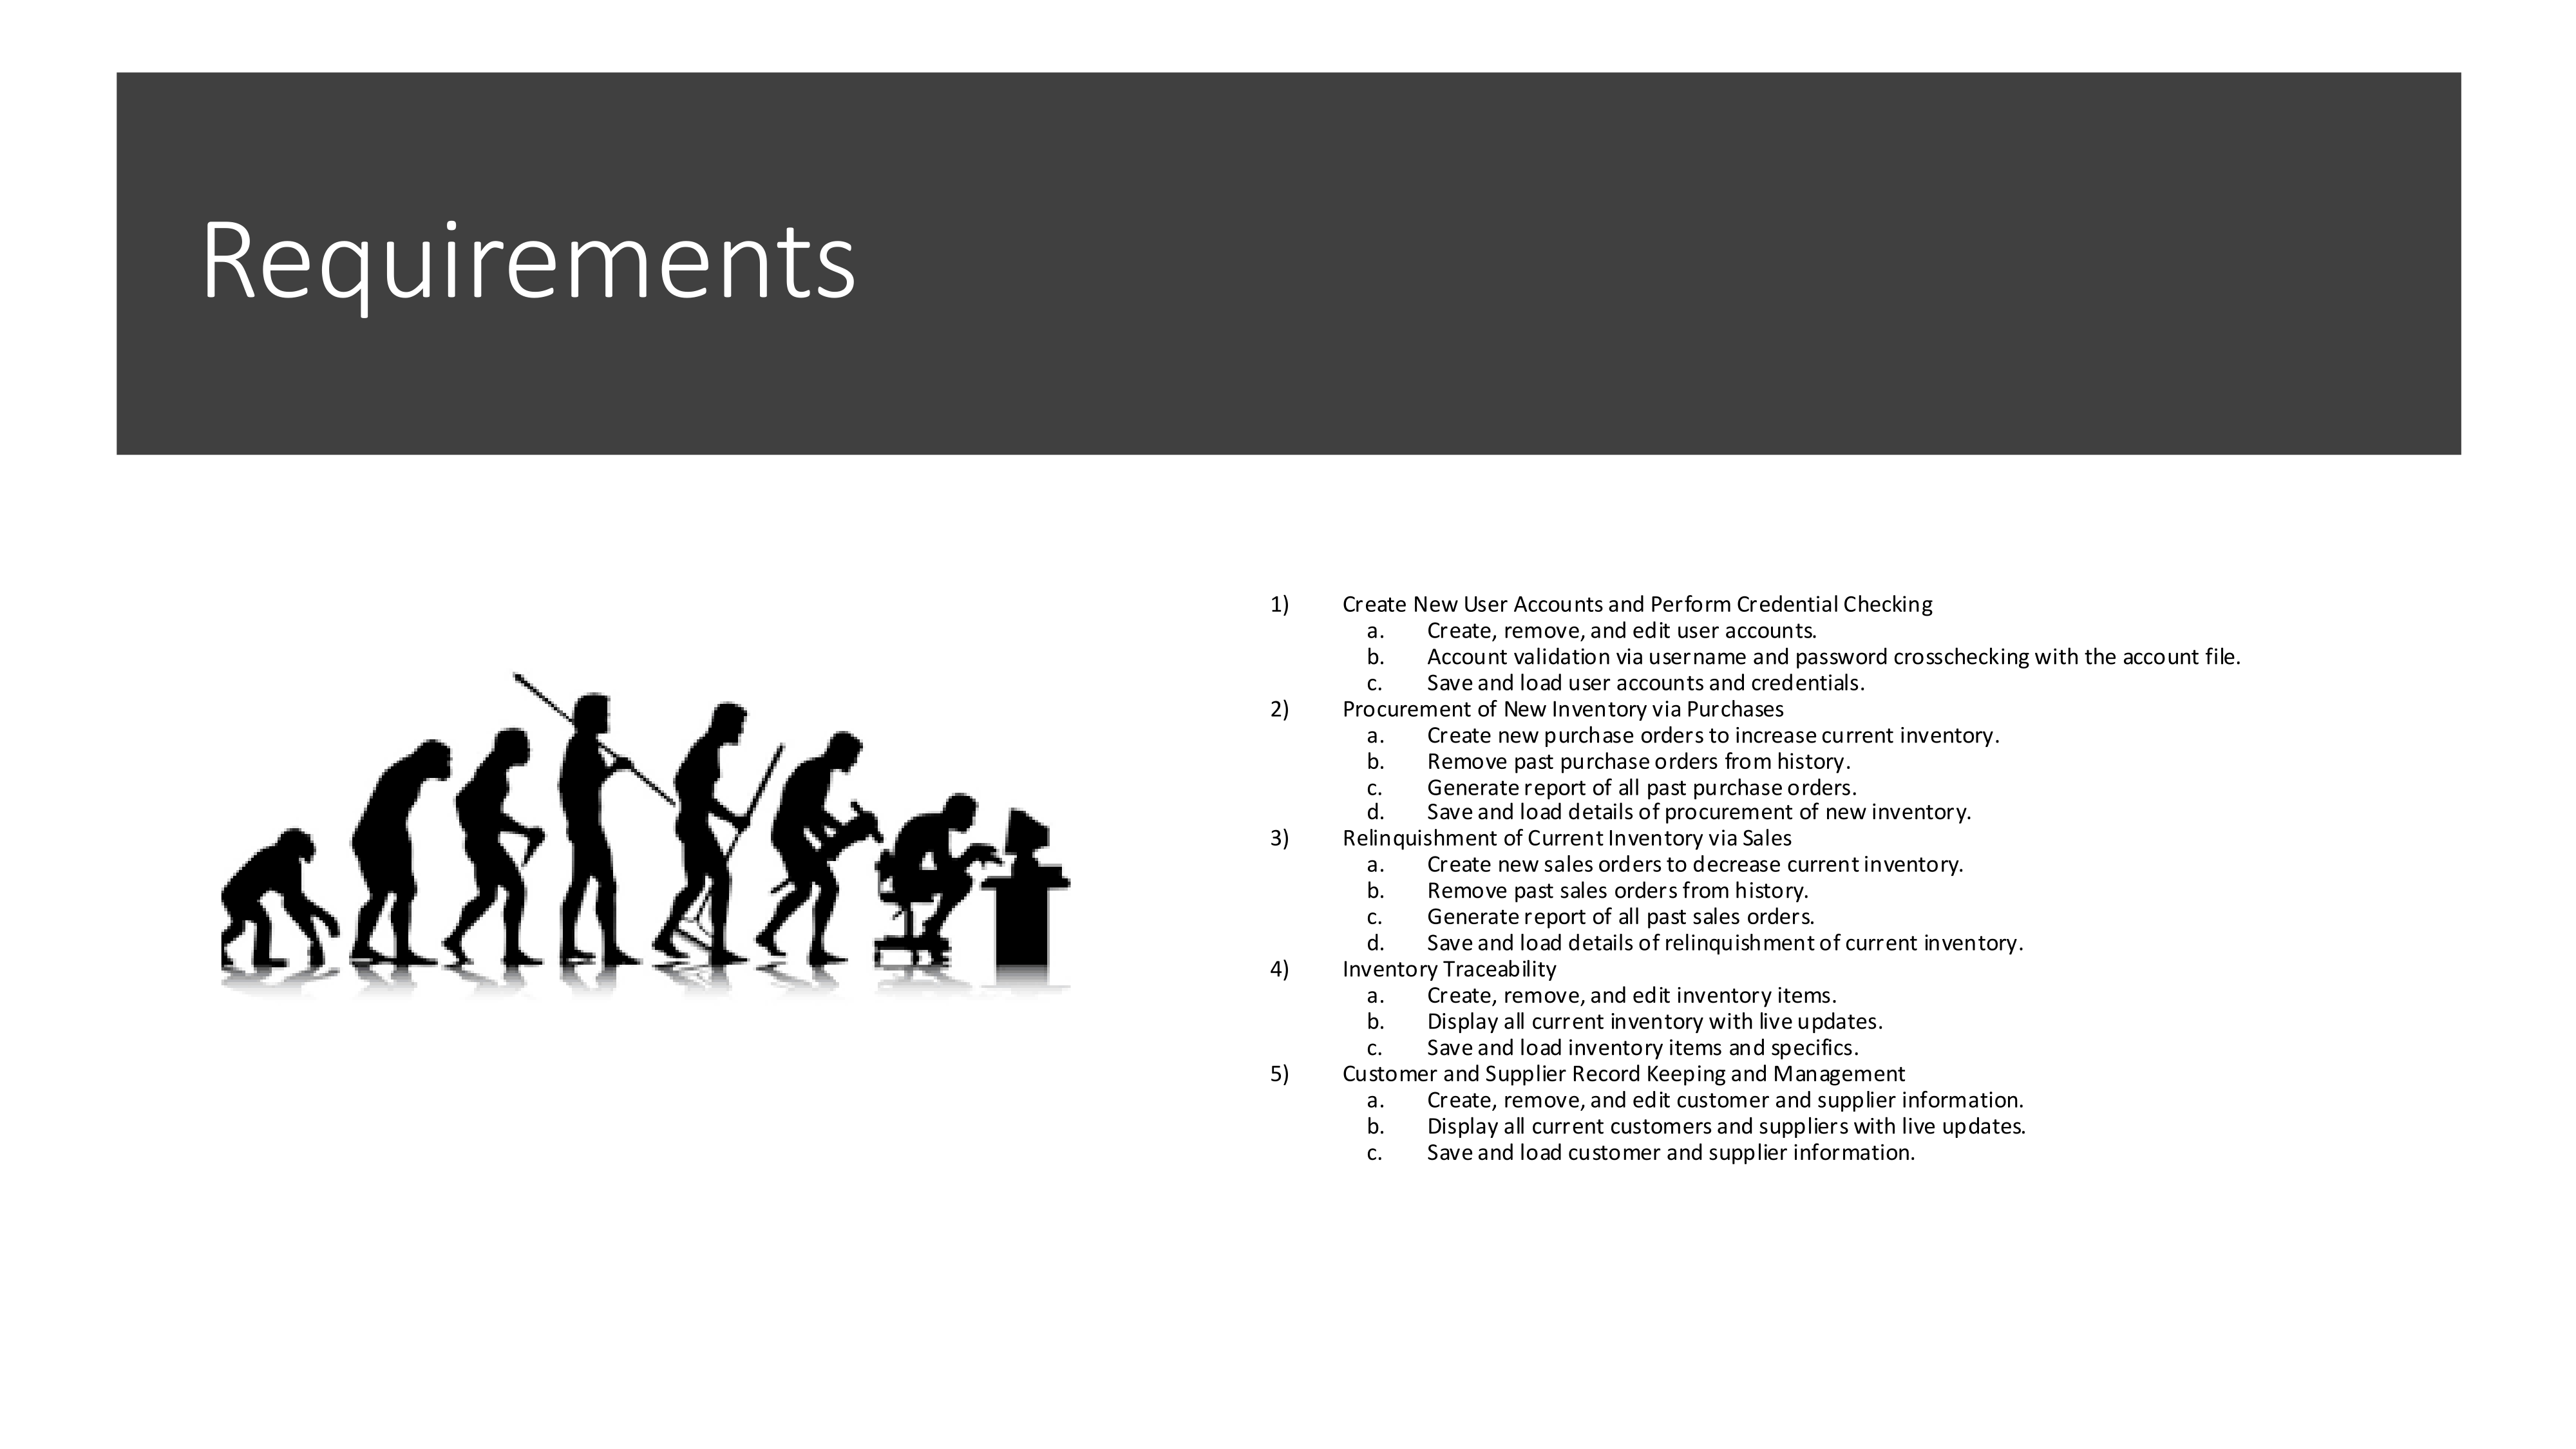 Requirements
1) Create New User Accounts and Perform Credential Checking
a. Create, remove, and edit user accounts.
b. Account validation via username and password crosschecking with the account file.
c. Save and load user accounts and credentials.
2) Procurement of New Inventory via Purchases
a. Create new purchase orders to increase current inventory.
b. Remove past purchase orders from history.
c. Generate report of all past purchase orders.
d. Save and load details of procurement of new inventory.
3) Relinquishment of Current Inventory via Sales
a. Create new sales orders to decrease current inventory.
b. Remove past sales orders from history.
c. Generate report of all past sales orders.
d. Save and load details of relinquishment of current inventory.
4) Inventory Traceability
a. Create, remove, and edit inventory items.
b. Display all current inventory with live updates.
c. Save and load inventory items and specifics.
5) Customer and Supplier Record Keeping and Management
a. Create, remove, and edit customer and supplier information.
b. Display all current customers and suppliers with live updates.
c. Save and load customer and supplier information.